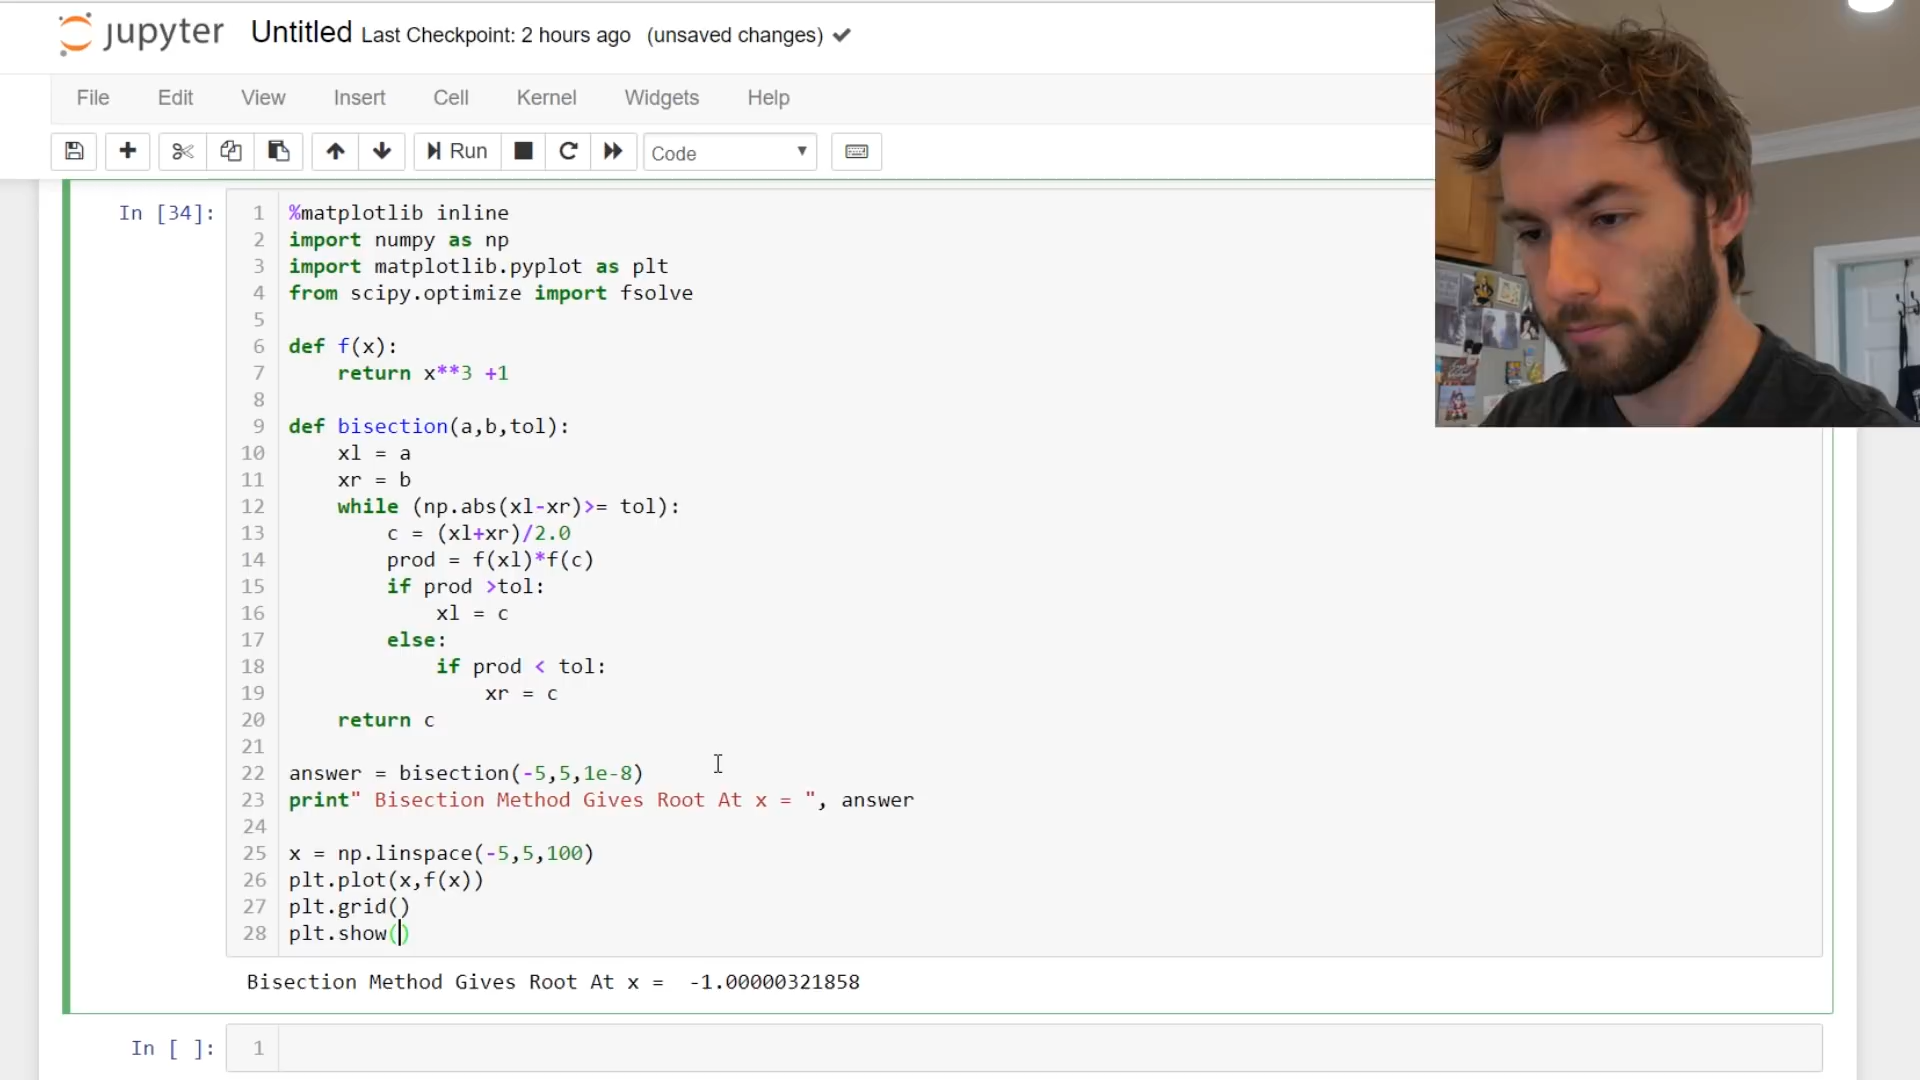 jupyter Untitled Last Checkpoint: 2 hours ago (unsaved changes)
File Edit View Insert Cell Kernel Widgets Help
Run Code
In [34]:
1 %matplotlib inline
2 import numpy as np
3 import matplotlib.pyplot as plt
4 from scipy.optimize import fsolve
5
6 def f(x):
7     return x**3 +1
8
9 def bisection(a,b,tol):
10     xl = a
11     xr = b
12     while (np.abs(xl-xr)>= tol):
13         c = (xl+xr)/2.0
14         prod = f(xl)*f(c)
15         if prod >tol:
16             xl = c
17         else:
18             if prod < tol:
19                 xr = c
20     return c
21
22 answer = bisection(-5,5,1e-8)
23 print" Bisection Method Gives Root At x = ", answer
24
25 x = np.linspace(-5,5,100)
26 plt.plot(x,f(x))
27 plt.grid()
28 plt.show()
Bisection Method Gives Root At x =  -1.00000321858
In [ ]: 1